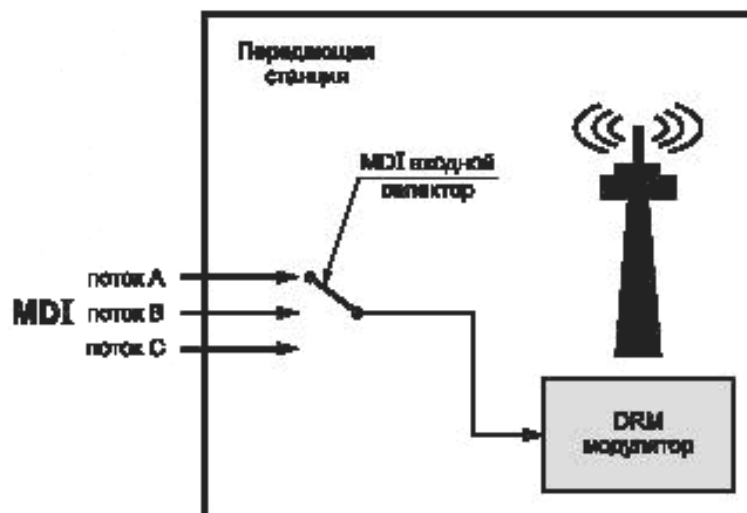 Передающая
станция
MDI входной
селектор
поток A
MDI поток B
поток C
DRM
модулятор